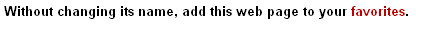 Without changing its name, add this web page to your favorites.